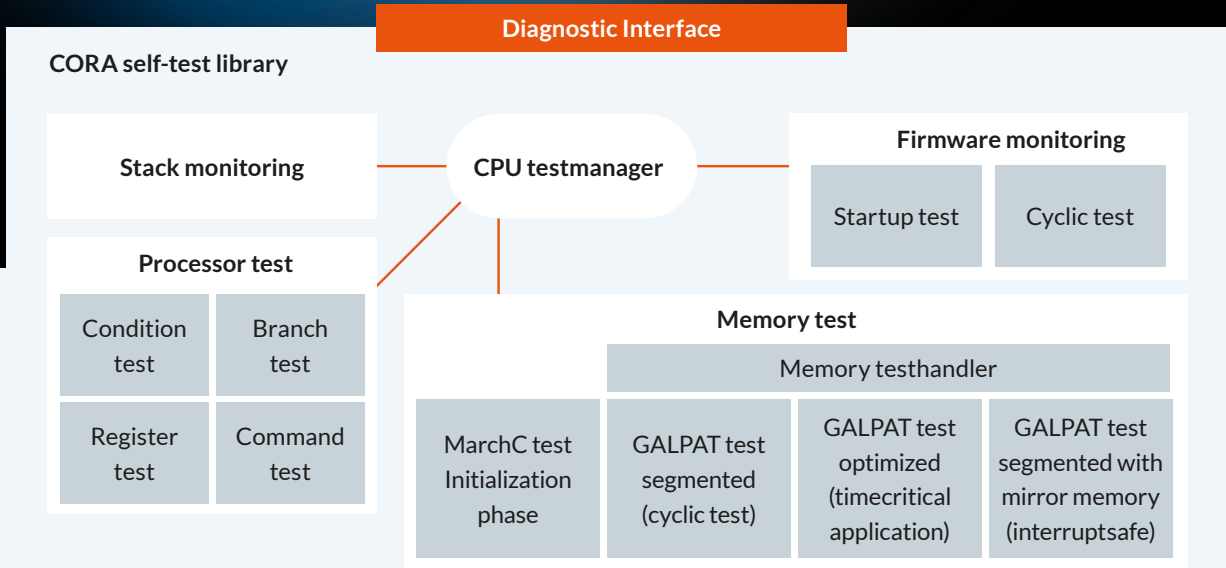 Diagnostic Interface
CORA self-test library
Stack monitoring
CPU testmanager
Firmware monitoring
Startup test
Cyclic test
Processor test
Condition
test
Branch
test
Register
test
Command
test
Memory test
Memory testhandler
MarchC test
Initialization
phase
GALPAT test
segmented
(cyclic test)
GALPAT test
optimized
(timecritical
application)
GALPAT test
segmented with
mirror memory
(interruptsafe)